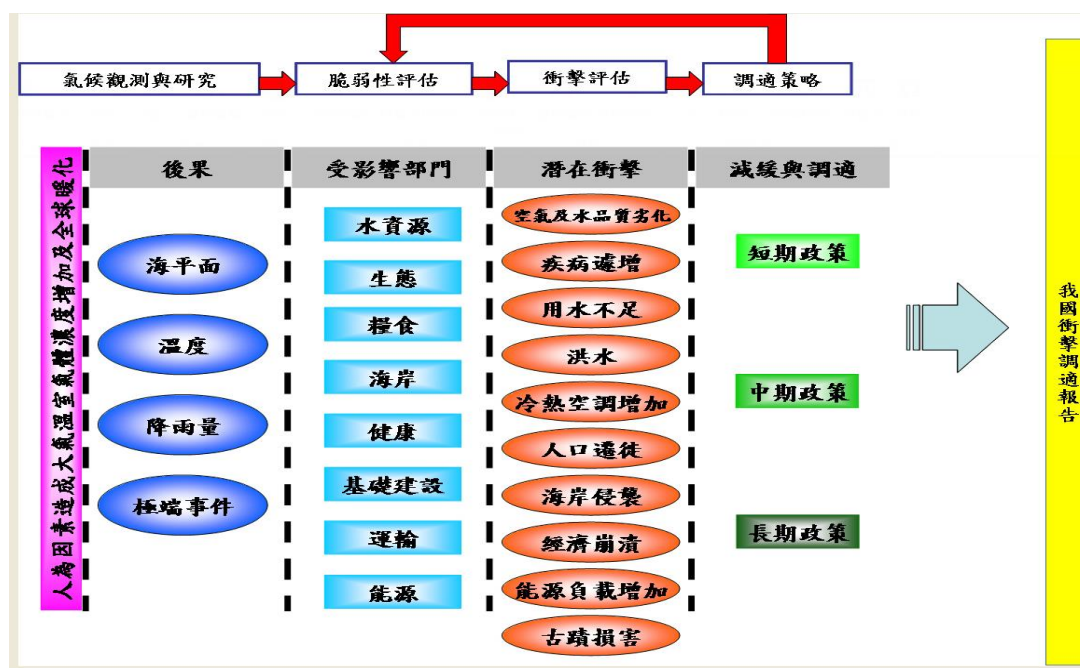 氣候觀測與研究
脆弱性評估
衝擊評估
調適策略
人為因素造成大氣溫室氣體濃度增加及全球暖化
後果
海平面
溫度
降雨量
極端事件
受影響部門
水資源
生態
糧食
海岸
健康
基礎建設
運輸
能源
潛在衝擊
空氣及水品質劣化
疾病遽增
用水不足
洪水
冷熱空調增加
人口遷徙
海岸侵襲
經濟崩潰
能源負載增加
古蹟損害
減緩與調適
短期政策
中期政策
長期政策
我國衝擊調適報告